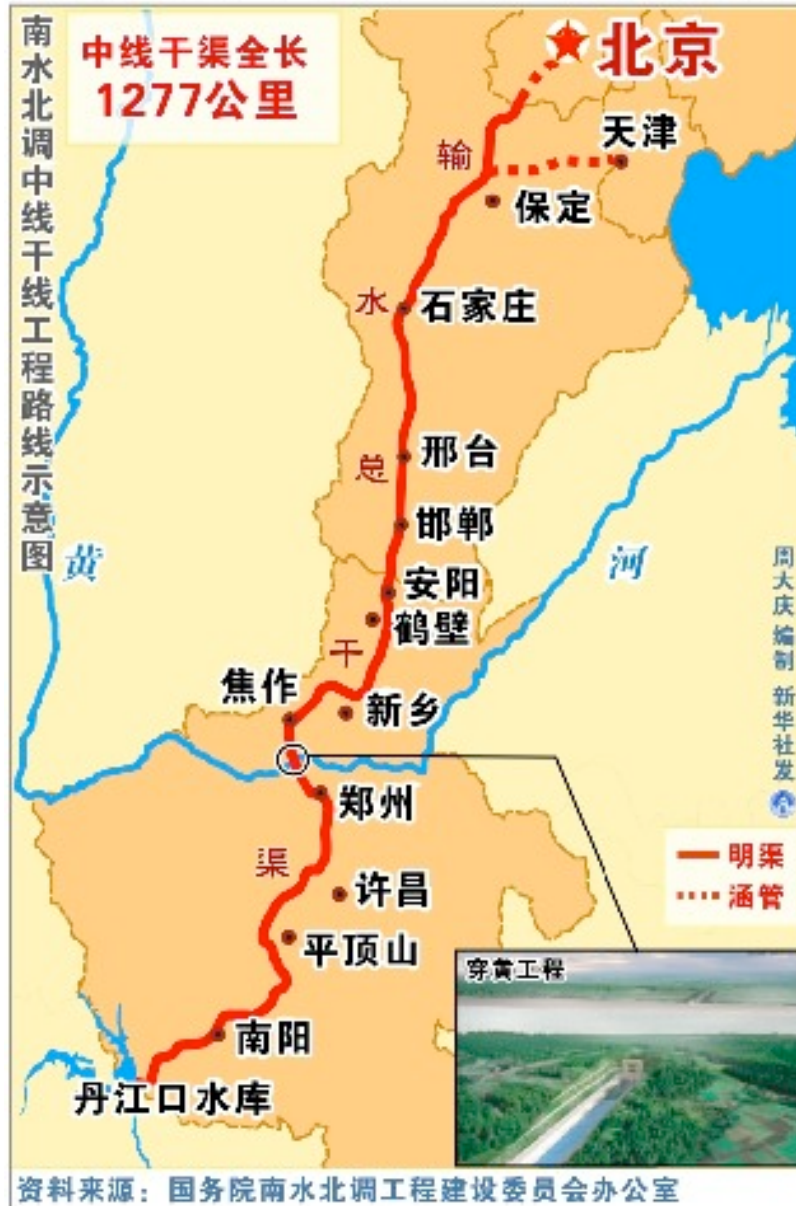 南水北调中线干线工程路线示意图
中线干渠全长
1277公里
北京
天津
输
保定
水
石家庄
总
邢台
邯郸
黄
河
安阳
鹤壁
干
焦作
新乡
郑州
渠
许昌
平顶山
南阳
丹江口水库
周大庆 编制 新华社发
明渠
涵管
穿黄工程
资料来源：国务院南水北调工程建设委员会办公室